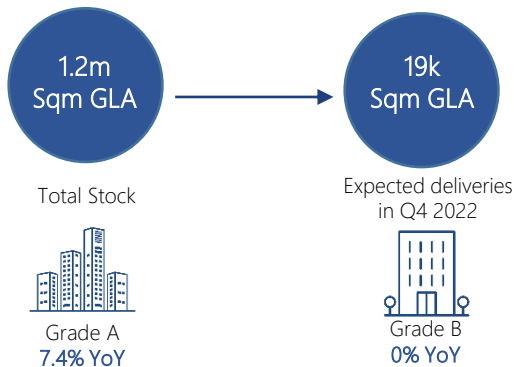 1.2m
Sqm GLA
19k
Sqm GLA
Total Stock
Expected deliveries
in Q4 2022
Grade A
7.4% YoY
Grade B
0% YoY